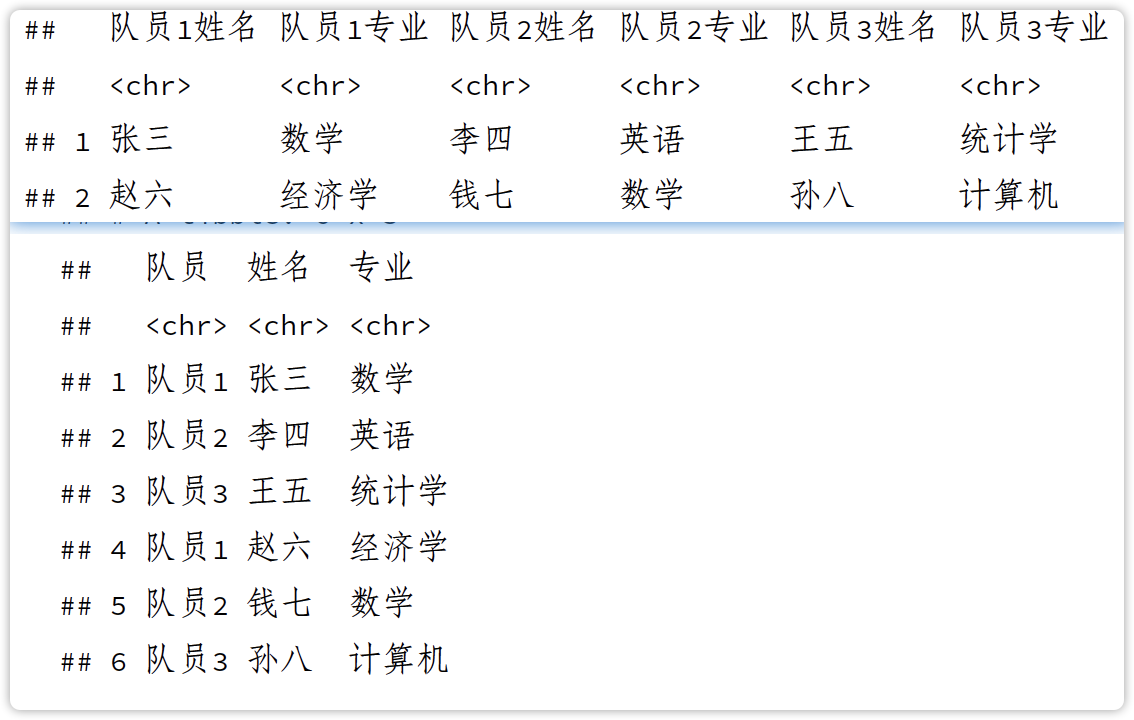 ## 队员1姓名 队员1专业 队员2姓名 队员2专业 队员3姓名 队员3专业
## <chr> <chr> <chr> <chr> <chr> <chr>
## 1 张三 数学 李四 英语 王五 统计学
## 2 赵六 经济学 钱七 数学 孙八 计算机
## 队员 姓名 专业
## <chr> <chr> <chr>
## 1 队员1 张三 数学
## 2 队员2 李四 英语
## 3 队员3 王五 统计学
## 4 队员1 赵六 经济学
## 5 队员2 钱七 数学
## 6 队员3 孙八 计算机